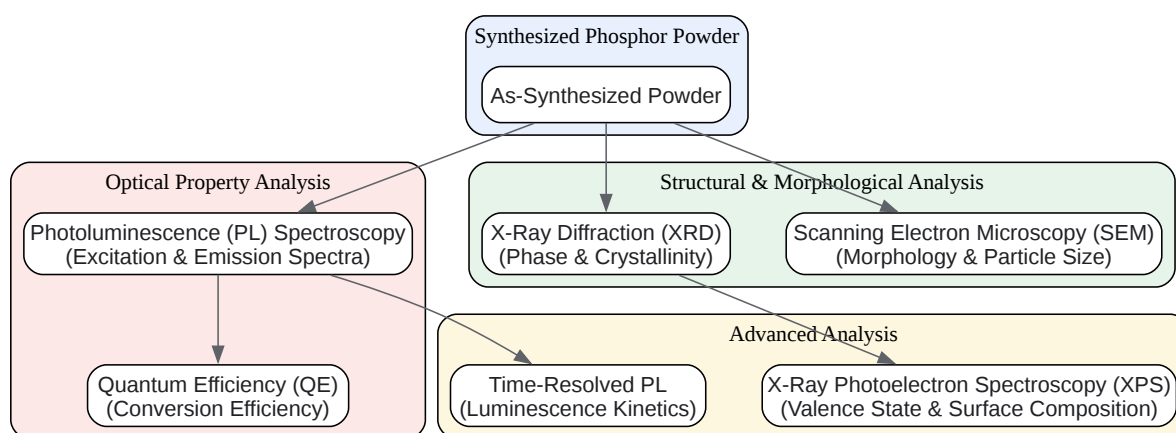 Synthesized Phosphor Powder
As-Synthesized Powder
Optical Property Analysis
Structural & Morphological Analysis
Photoluminescence (PL) Spectroscopy
(Excitation & Emission Spectra)
X-Ray Diffraction (XRD)
(Phase & Crystallinity)
Scanning Electron Microscopy (SEM)
(Morphology & Particle Size)
Advanced Analysis
Quantum Efficiency (QE)
(Conversion Efficiency)
Time-Resolved PL
(Luminescence Kinetics)
X-Ray Photoelectron Spectroscopy (XPS)
(Valence State & Surface Composition)